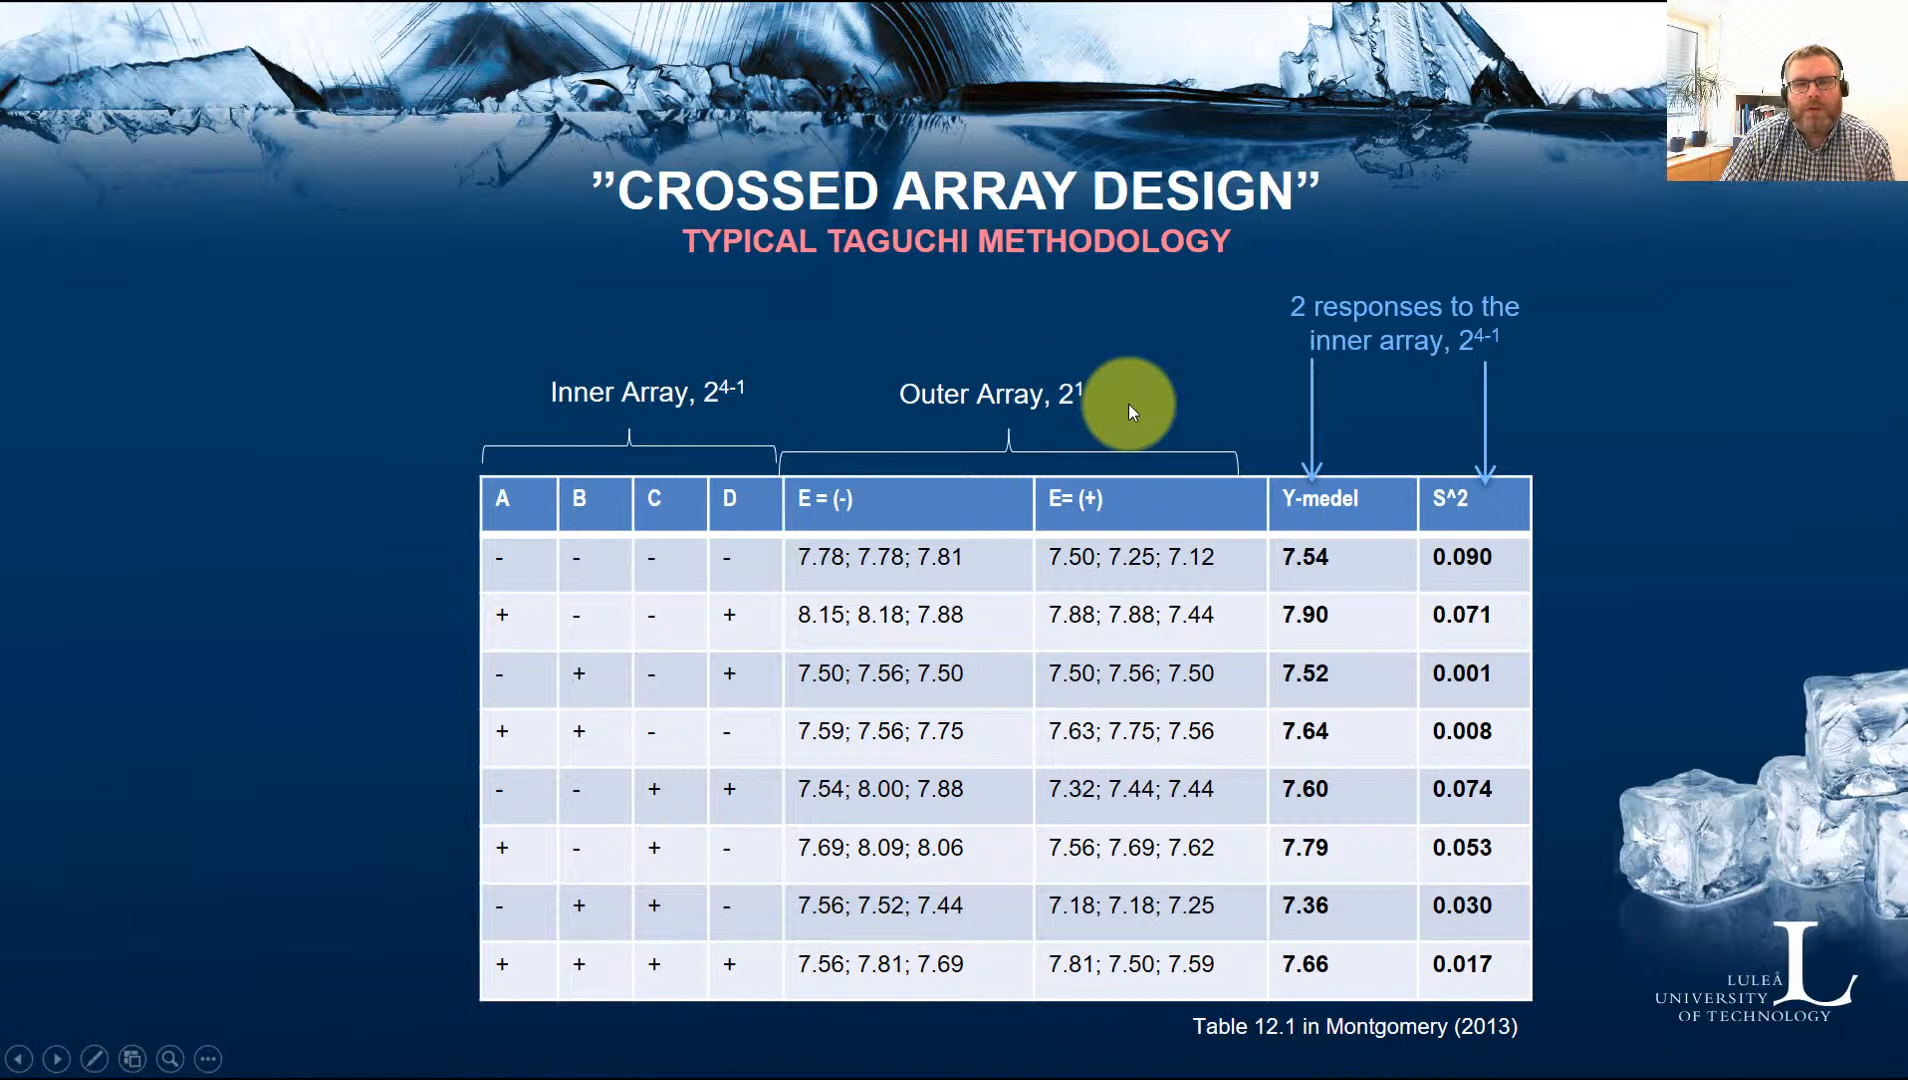 ”CROSSED ARRAY DESIGN”
TYPICAL TAGUCHI METHODOLOGY
2 responses to the
inner array, 2⁴⁻¹
Inner Array, 2⁴⁻¹
Outer Array, 2¹
A B C D E = (-) E= (+) Y-medel S^2
- - - - 7.78; 7.78; 7.81 7.50; 7.25; 7.12 7.54 0.090
+ - - + 8.15; 8.18; 7.88 7.88; 7.88; 7.44 7.90 0.071
- + - + 7.50; 7.56; 7.50 7.50; 7.56; 7.50 7.52 0.001
+ + - - 7.59; 7.56; 7.75 7.63; 7.75; 7.56 7.64 0.008
- - + + 7.54; 8.00; 7.88 7.32; 7.44; 7.44 7.60 0.074
+ - + - 7.69; 8.09; 8.06 7.56; 7.69; 7.62 7.79 0.053
- + + - 7.56; 7.52; 7.44 7.18; 7.18; 7.25 7.36 0.030
+ + + + 7.56; 7.81; 7.69 7.81; 7.50; 7.59 7.66 0.017
Table 12.1 in Montgomery (2013)
L
LULEÅ
UNIVERSITY
OF TECHNOLOGY